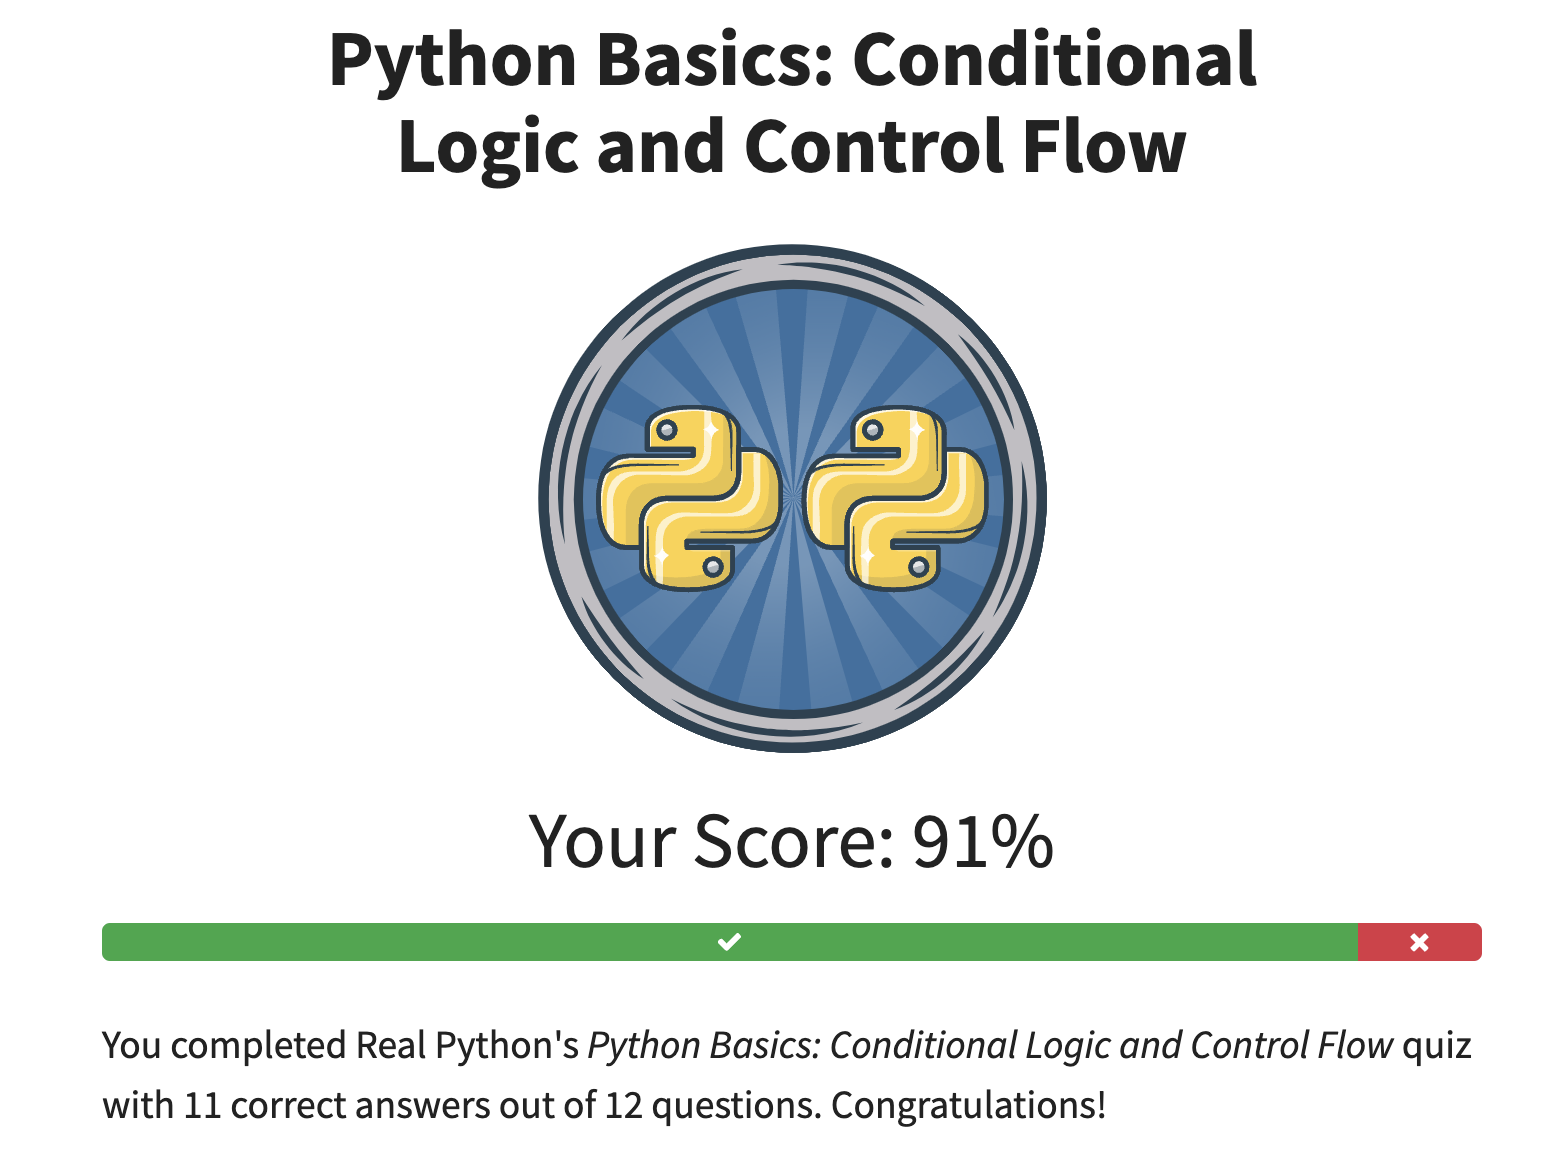 Python Basics: Conditional
Logic and Control Flow
Your Score: 91%
You completed Real Python's Python Basics: Conditional Logic and Control Flow quiz
with 11 correct answers out of 12 questions. Congratulations!